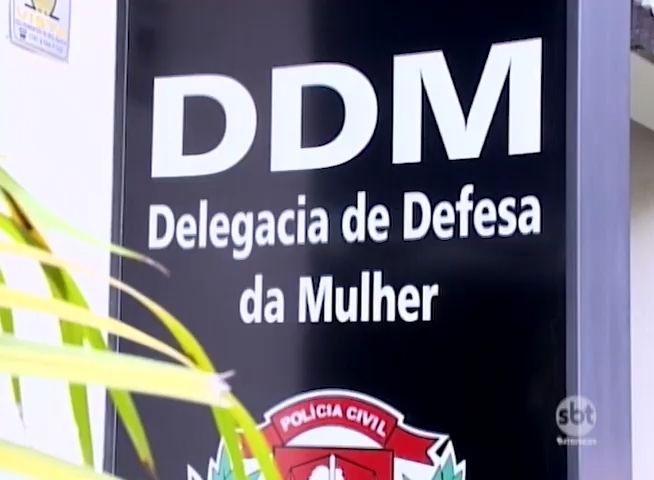 DDM
Delegacia de Defesa
da Mulher
POLÍCIA CIVIL
sbt